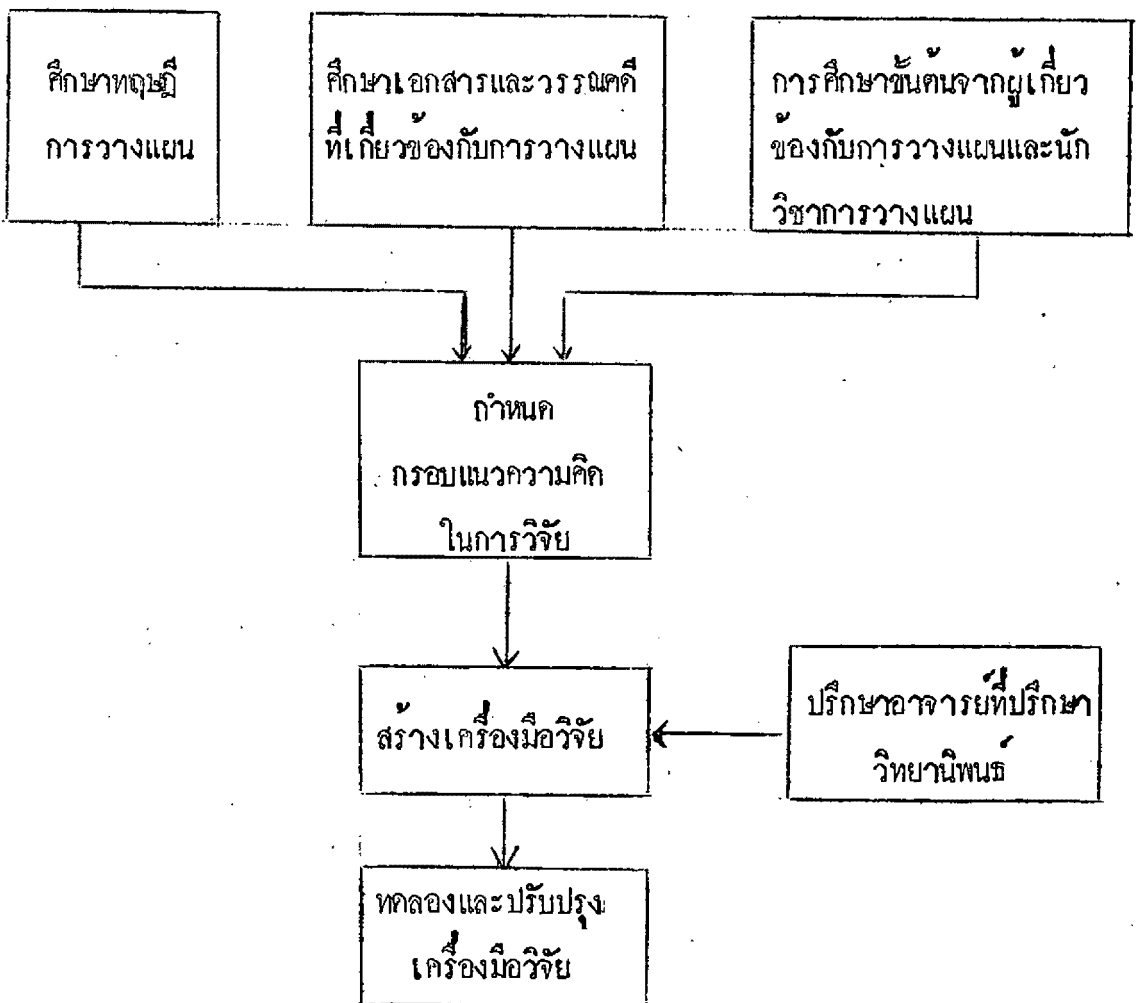 ศึกษาทฤษฎี
การวางแผน
ศึกษาเอกสารและวรรณคดี
ที่เกี่ยวข้องกับการวางแผน
การศึกษาขั้นต้นจากผู้เกี่ยว
ข้องกับการวางแผนและนัก
วิชาการวางแผน
กำหนด
กรอบแนวความคิด
ในการวิจัย
สร้างเครื่องมือวิจัย
ปรึกษาอาจารย์ที่ปรึกษา
วิทยานิพนธ์
ทดลองและปรับปรุง
เครื่องมือวิจัย